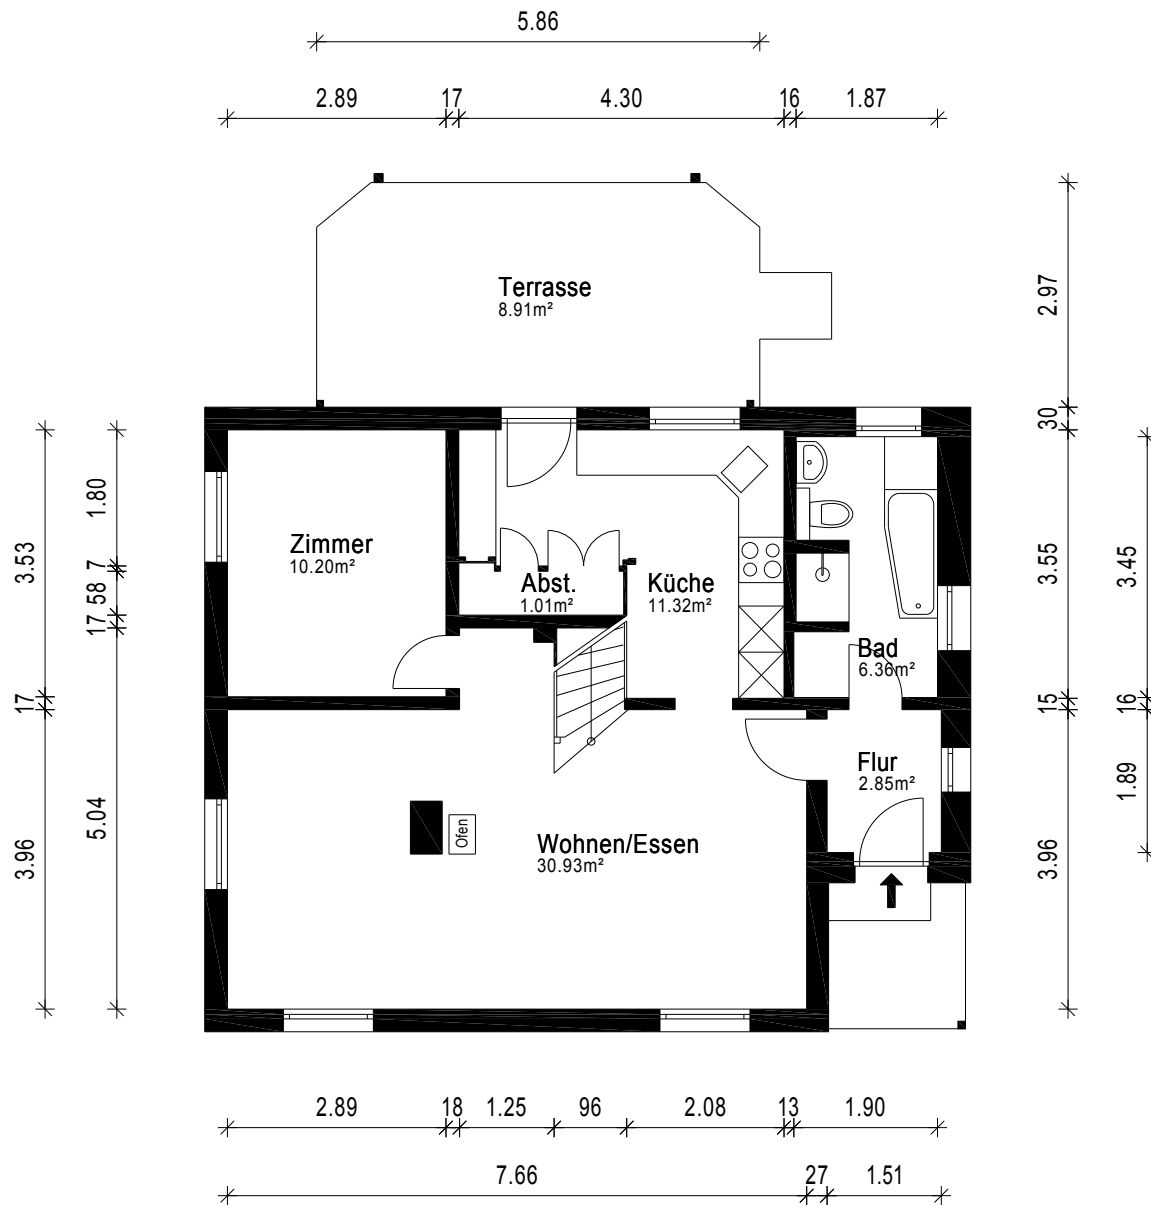 5.86
2.89 17 4.30 16 1.87
Terrasse
8.91m²
2.97
30
3.55
15
3.96
3.45
16
1.89
3.53
17
3.96
1.80
7
58
17
5.04
Zimmer
10.20m²
Abst.
1.01m²
Küche
11.32m²
Bad
6.36m²
Flur
2.85m²
Ofen
Wohnen/Essen
30.93m²
2.89 18 1.25 96 2.08 13 1.90
7.66 27 1.51